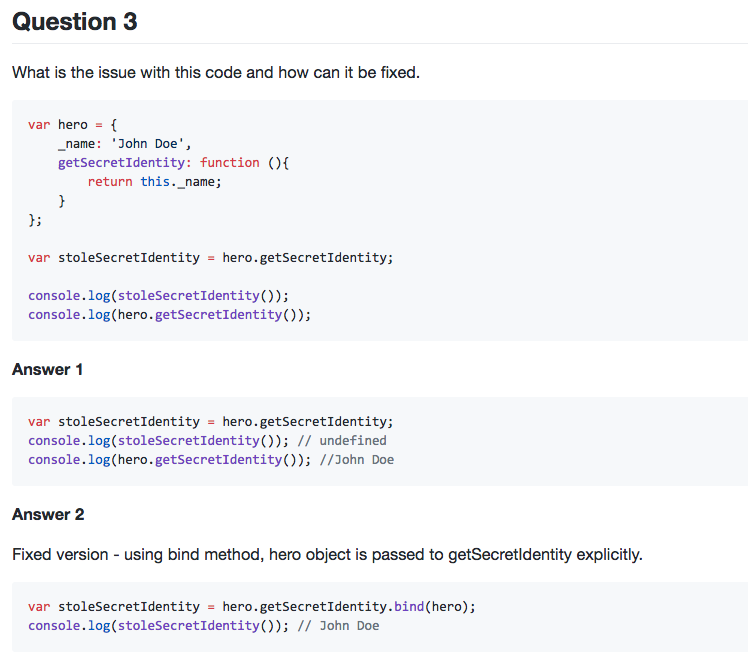 Question 3
What is the issue with this code and how can it be fixed.
var hero = {
    _name: 'John Doe',
    getSecretIdentity: function (){
        return this._name;
    }
};
var stoleSecretIdentity = hero.getSecretIdentity;
console.log(stoleSecretIdentity());
console.log(hero.getSecretIdentity());
Answer 1
var stoleSecretIdentity = hero.getSecretIdentity;
console.log(stoleSecretIdentity()); // undefined
console.log(hero.getSecretIdentity()); //John Doe
Answer 2
Fixed version - using bind method, hero object is passed to getSecretIdentity explicitly.
var stoleSecretIdentity = hero.getSecretIdentity.bind(hero);
console.log(stoleSecretIdentity()); // John Doe